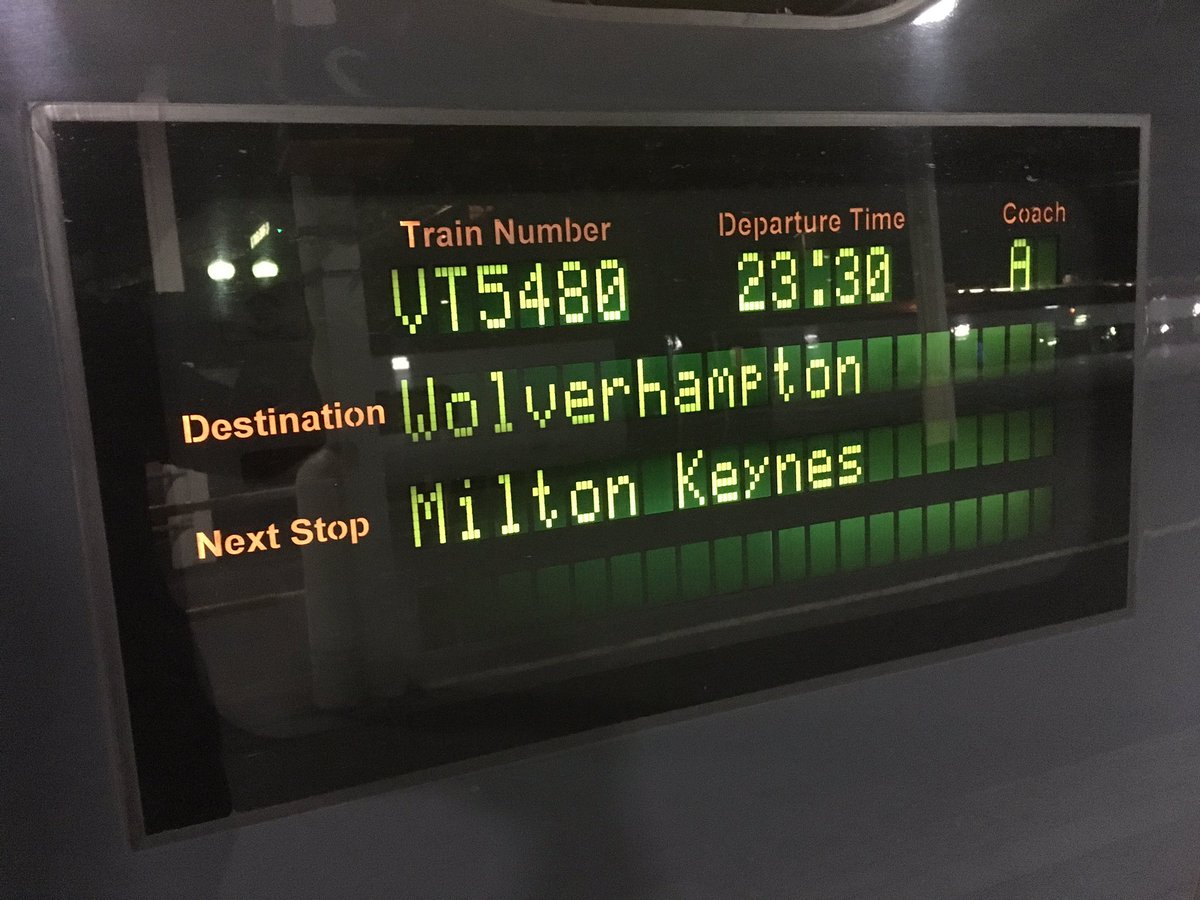 Train Number Departure Time Coach
VT5480 23:30 A
Destination Wolverhampton
Next Stop Milton Keynes